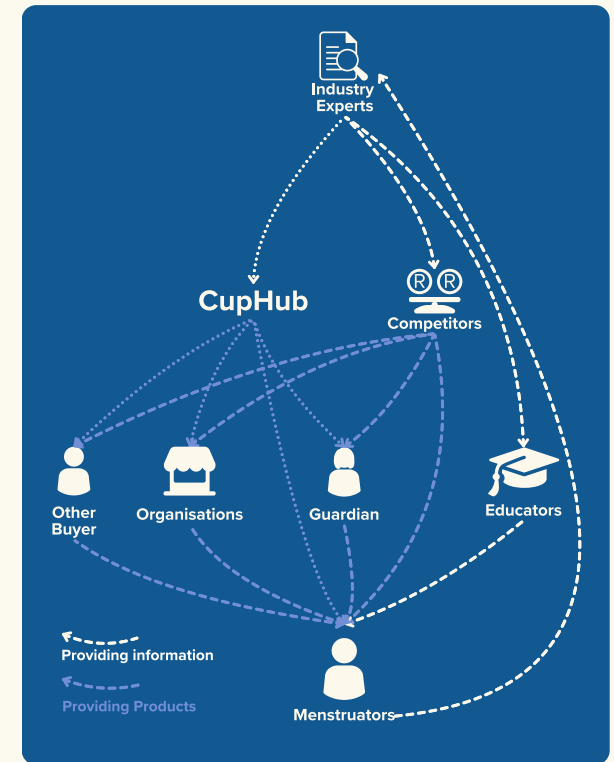 Industry
Experts
CupHub
® ®
Competitors
Other
Buyer
Organisations
Guardian
Educators
Providing information
Providing Products
Menstruators